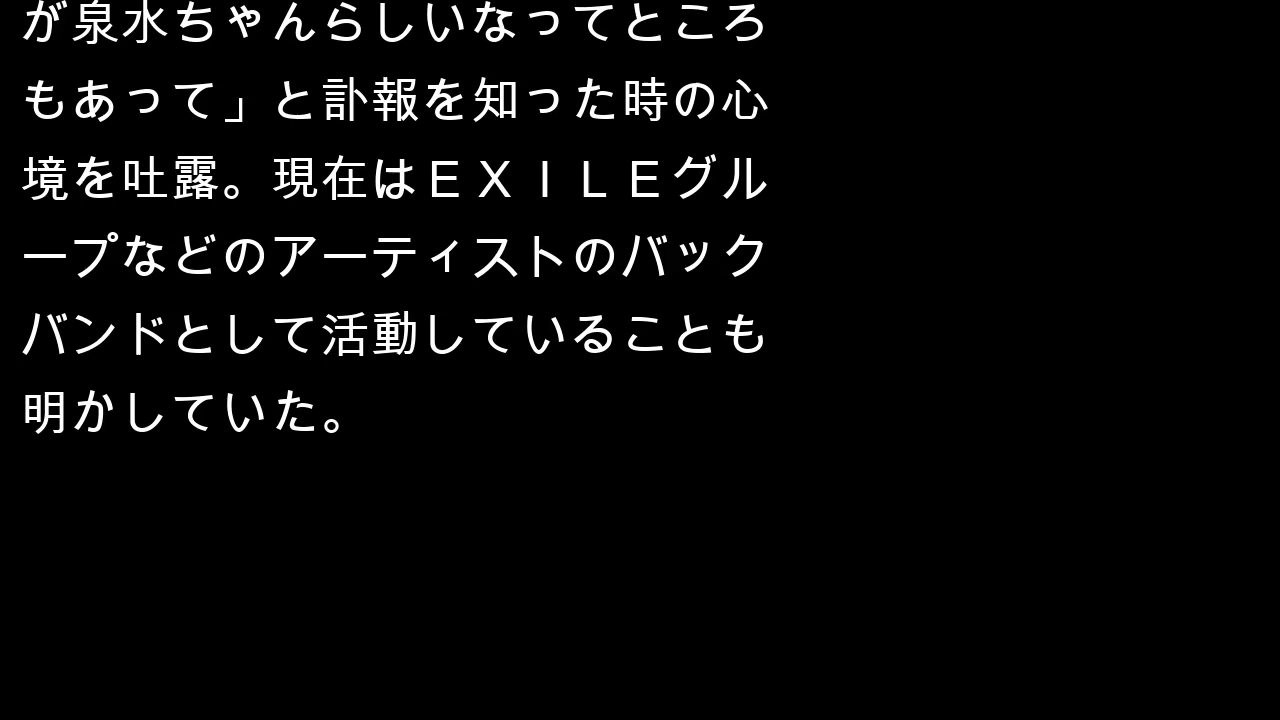 が泉水ちゃんらしいなってところ
もあって」と訃報を知った時の心
境を吐露。現在はＥＸＩＬＥグル
ープなどのアーティストのバック
バンドとして活動していることも
明かしていた。